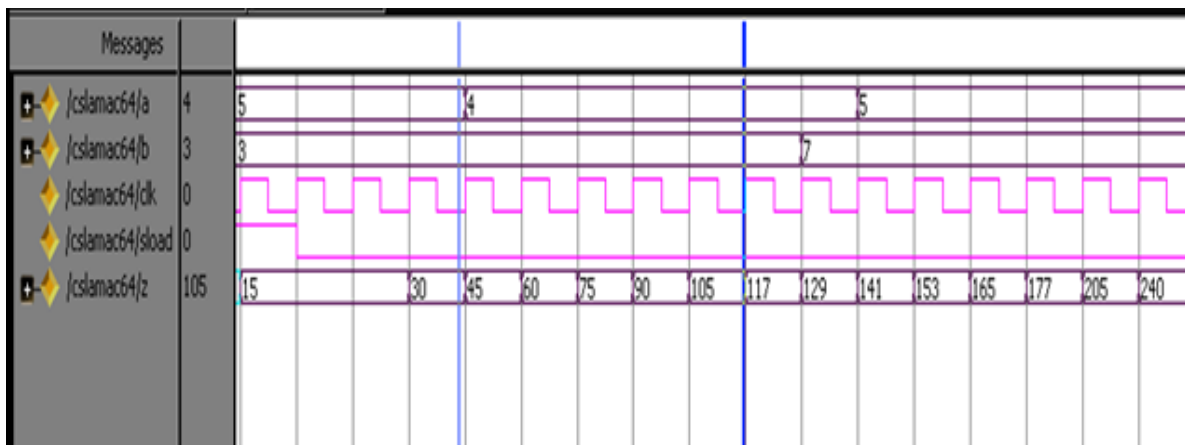 Messages
/cslamac64/a 4 5 4 5
/cslamac64/b 3 3 7
/cslamac64/clk 0
/cslamac64/sload 0
/cslamac64/z 105 15 30 45 60 75 90 105 117 129 141 153 165 177 205 240